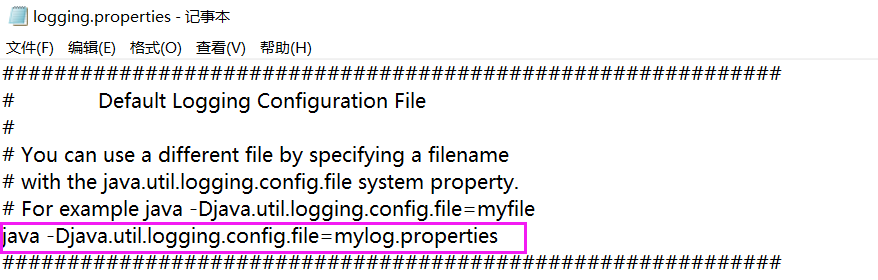 logging.properties - 记事本
文件(F) 编辑(E) 格式(O) 查看(V) 帮助(H)
############################################################
# Default Logging Configuration File
#
# You can use a different file by specifying a filename
# with the java.util.logging.config.file system property.
# For example java -Djava.util.logging.config.file=myfile
java -Djava.util.logging.config.file=mylog.properties
############################################################